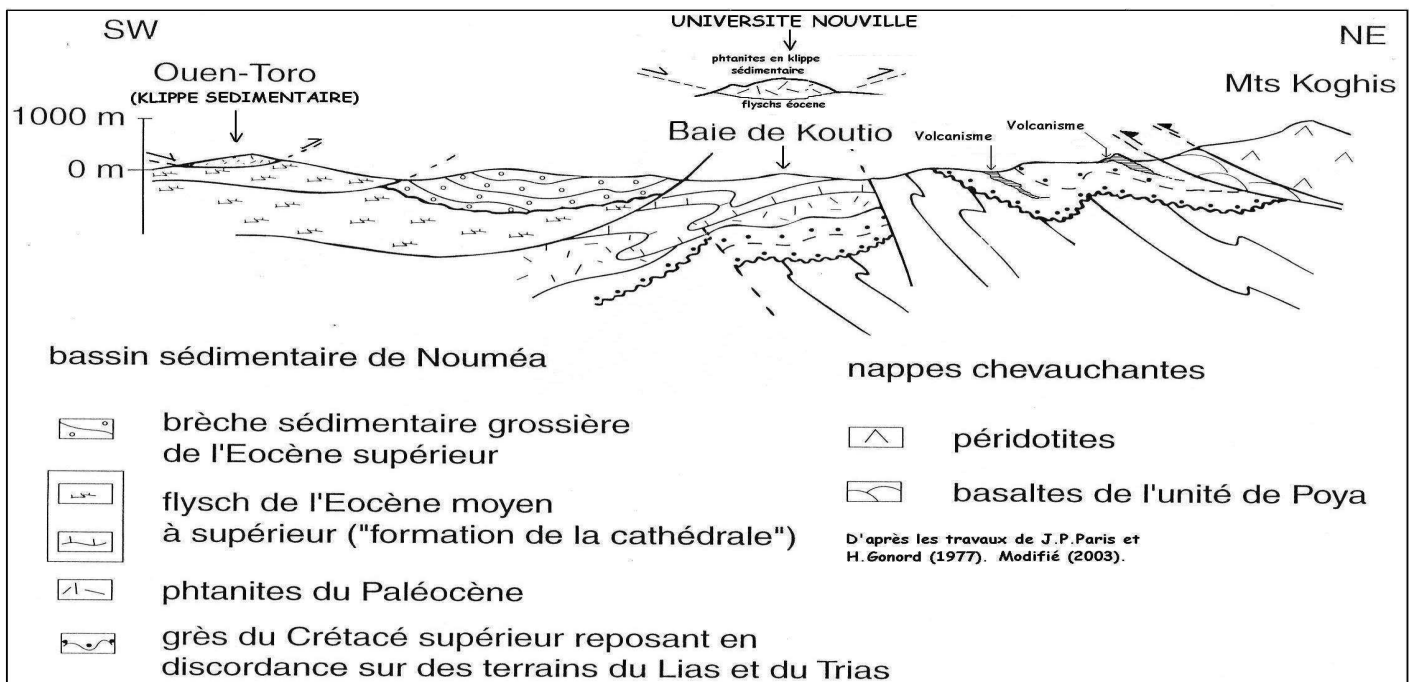 SW
UNIVERSITE NOUVILLE
NE
phtanites en klippe
sédimentaire
flyschs éocene
Ouen-Toro
(KLIPPE SEDIMENTAIRE)
Mts Koghis
1000 m
0 m
Baie de Koutio
Volcanisme
Volcanisme
bassin sédimentaire de Nouméa
brèche sédimentaire grossière
de l'Eocène supérieur
flysch de l'Eocène moyen
à supérieur ("formation de la cathédrale")
phtanites du Paléocène
grès du Crétacé supérieur reposant en
discordance sur des terrains du Lias et du Trias
nappes chevauchantes
péridotites
basaltes de l'unité de Poya
D'après les travaux de J.P.Paris et
H.Gonord (1977). Modifié (2003).